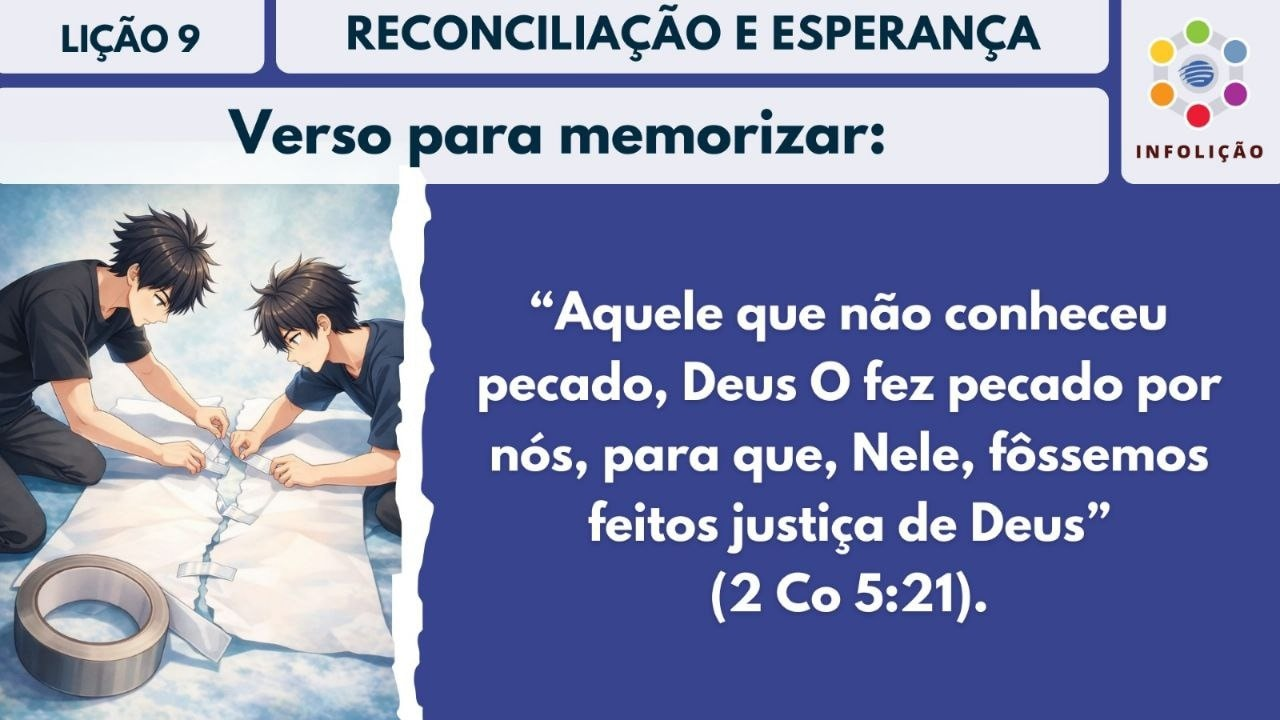 LIÇÃO 9
RECONCILIAÇÃO E ESPERANÇA
INFOLIÇÃO
Verso para memorizar:
“Aquele que não conheceu
pecado, Deus O fez pecado por
nós, para que, Nele, fôssemos
feitos justiça de Deus”
(2 Co 5:21).